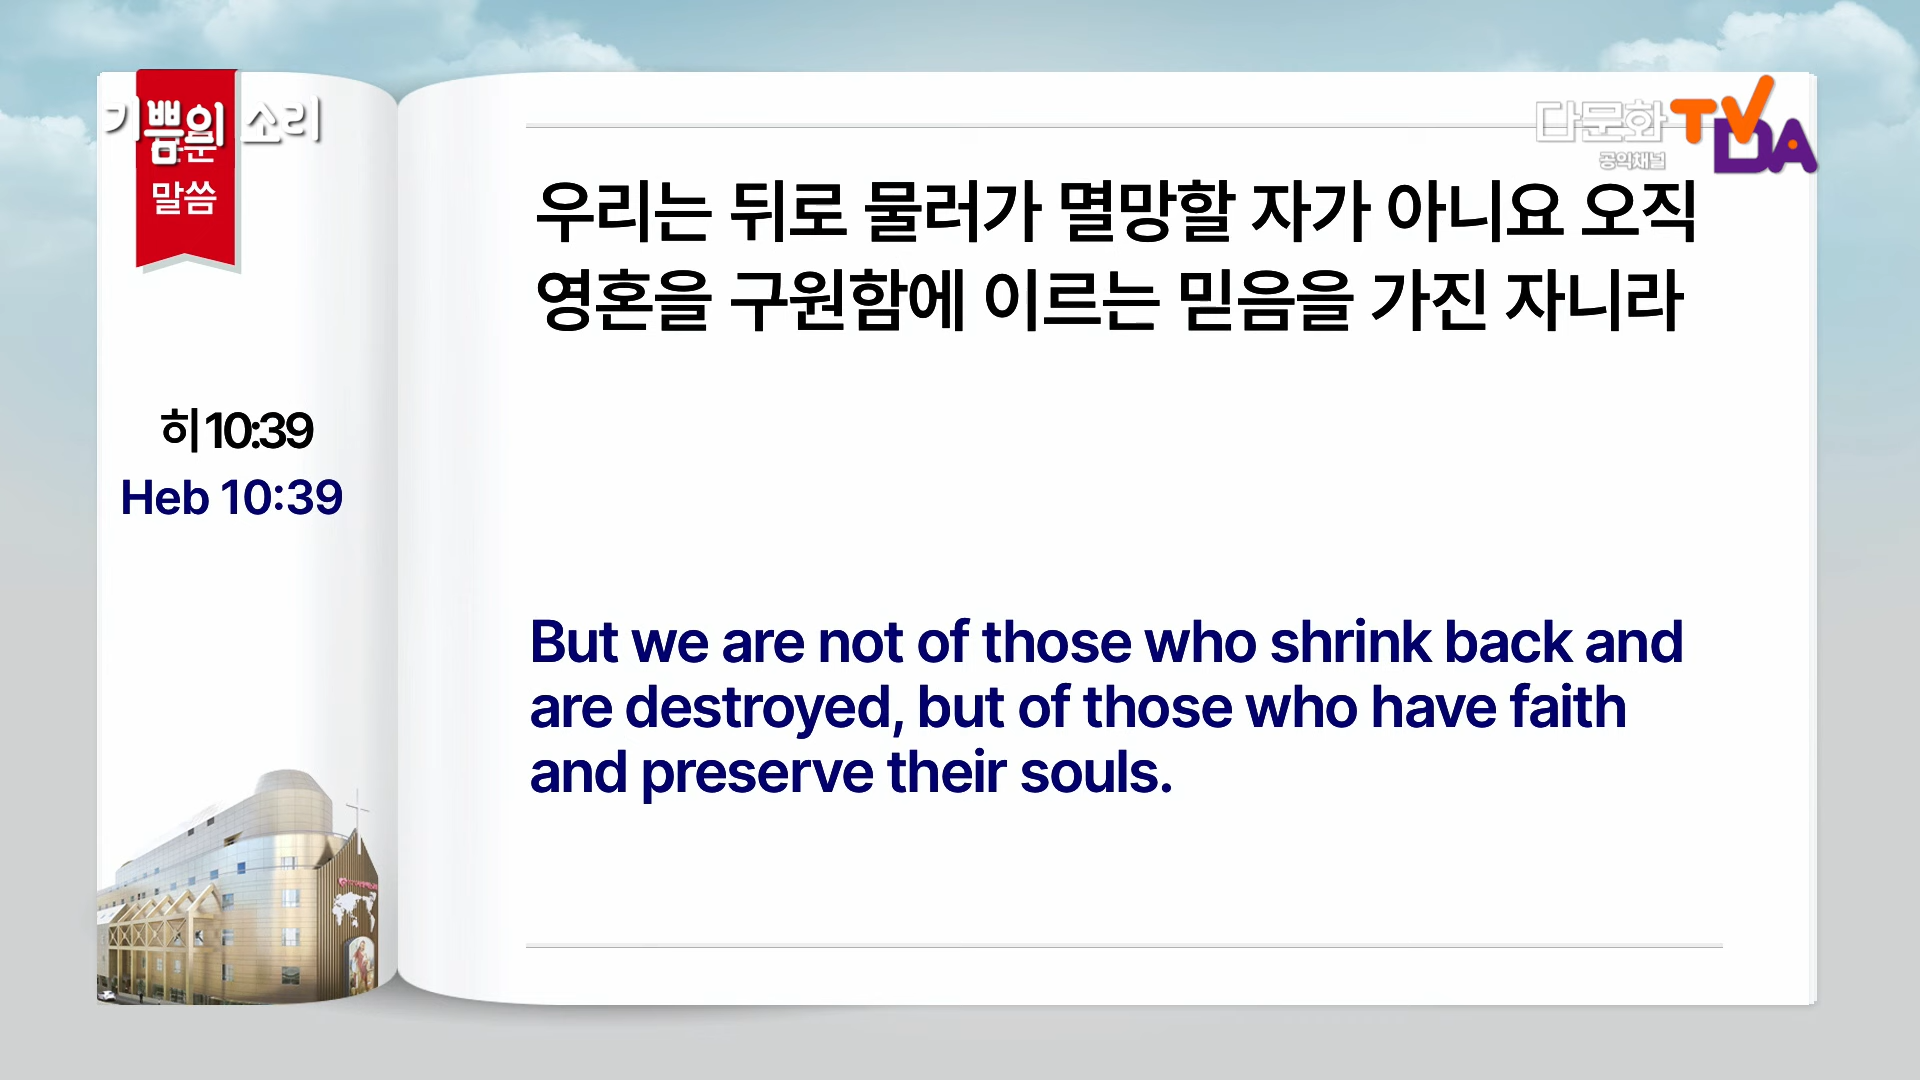 기쁨의 소리
말씀
다문화 TV
DA
공익채널
우리는 뒤로 물러가 멸망할 자가 아니요 오직
영혼을 구원함에 이르는 믿음을 가진 자니라
히 10:39
Heb 10:39
But we are not of those who shrink back and
are destroyed, but of those who have faith
and preserve their souls.